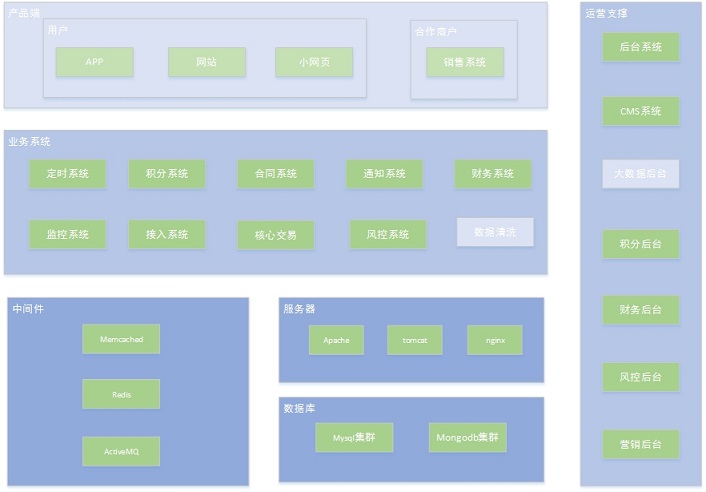 产品端
用户
APP
网站
小网页
合作商户
销售系统
业务系统
定时系统
积分系统
合同系统
通知系统
财务系统
监控系统
接入系统
核心交易
风控系统
数据清洗
中间件
Memcached
Redis
ActiveMQ
服务器
Apache
tomcat
nginx
数据库
Mysql集群
Mongodb集群
运营支撑
后台系统
CMS系统
大数据后台
积分后台
财务后台
风控后台
营销后台